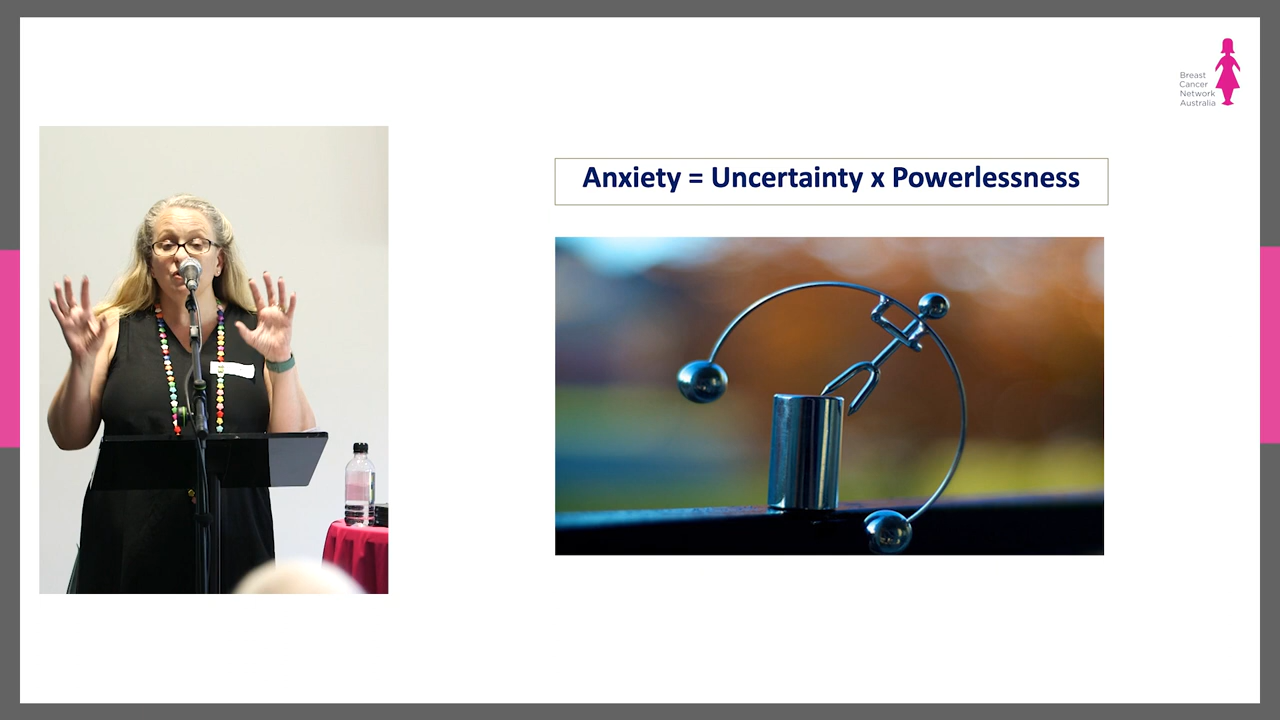 Breast
Cancer
Network
Australia
Anxiety = Uncertainty x Powerlessness